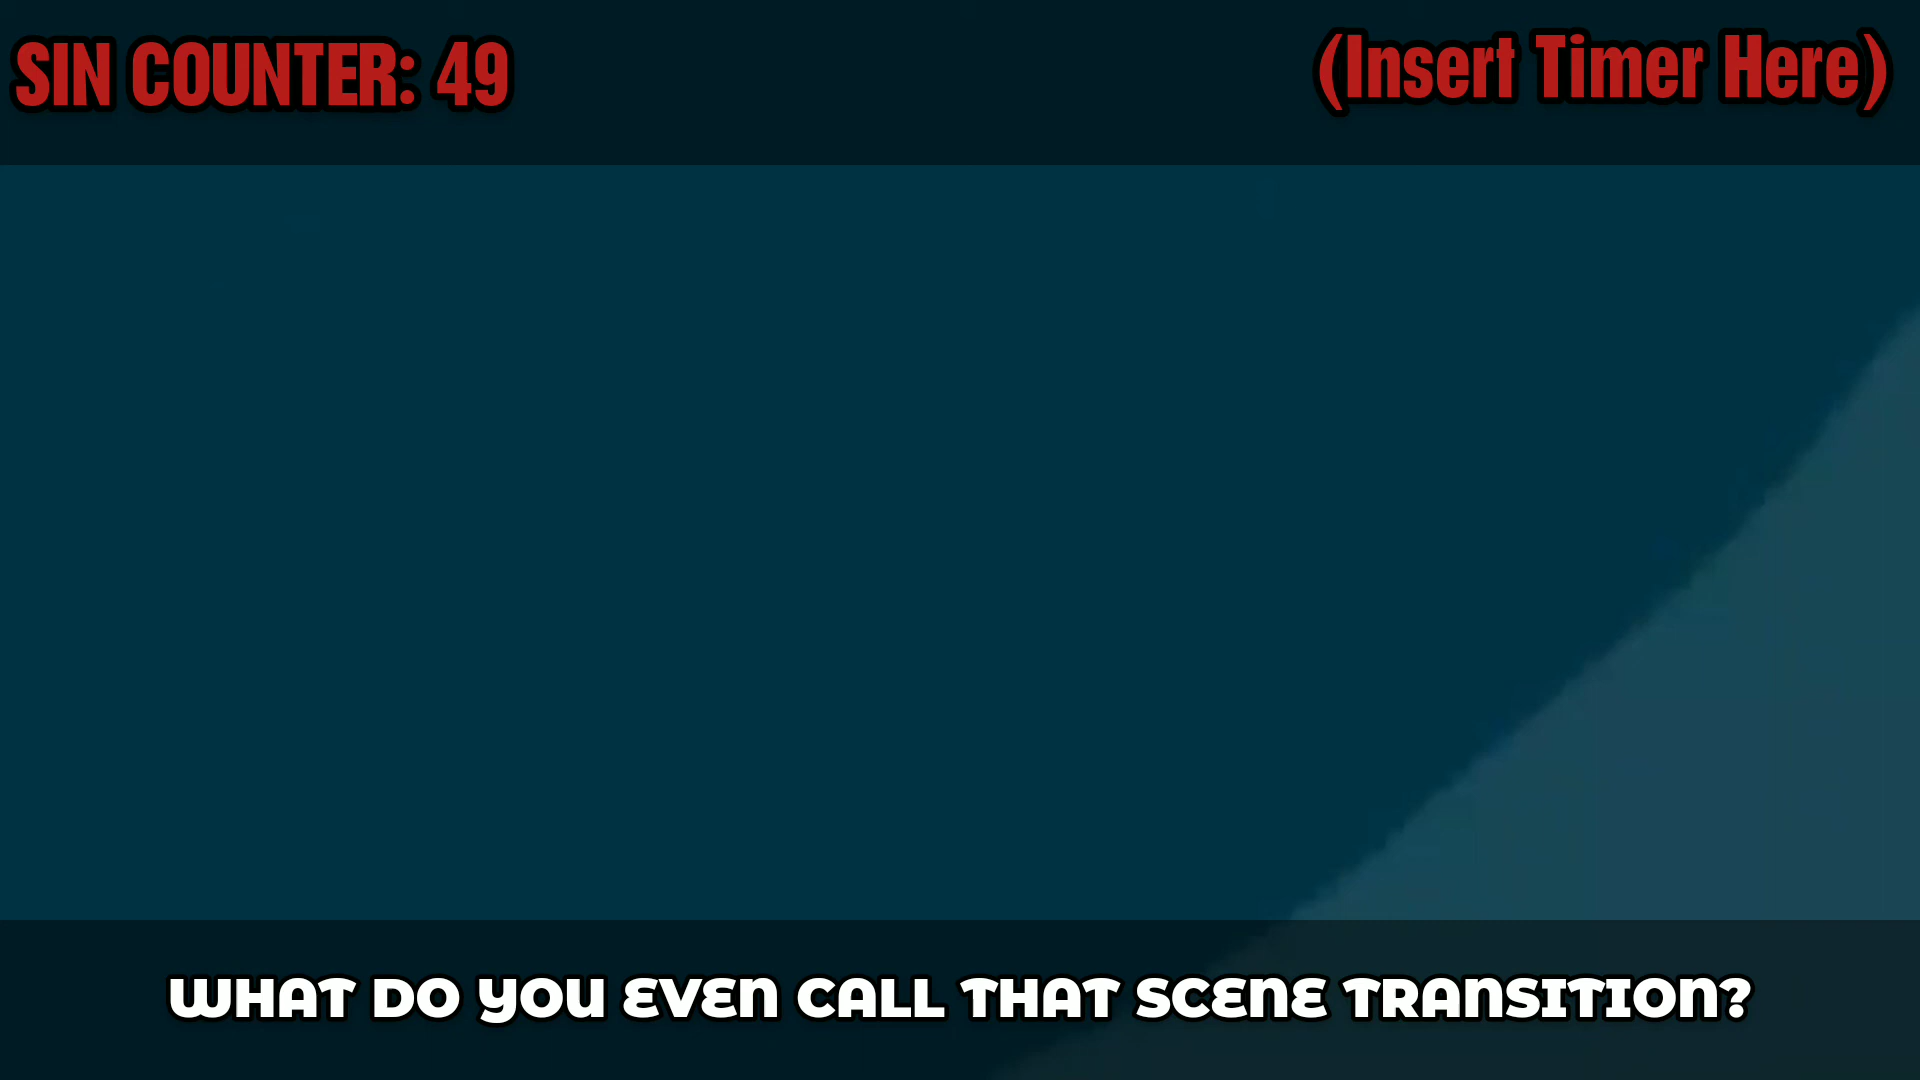 SIN COUNTER: 49
(Insert Timer Here)
WHAT DO YOU EVEN CALL THAT SCENE TRANSITION?